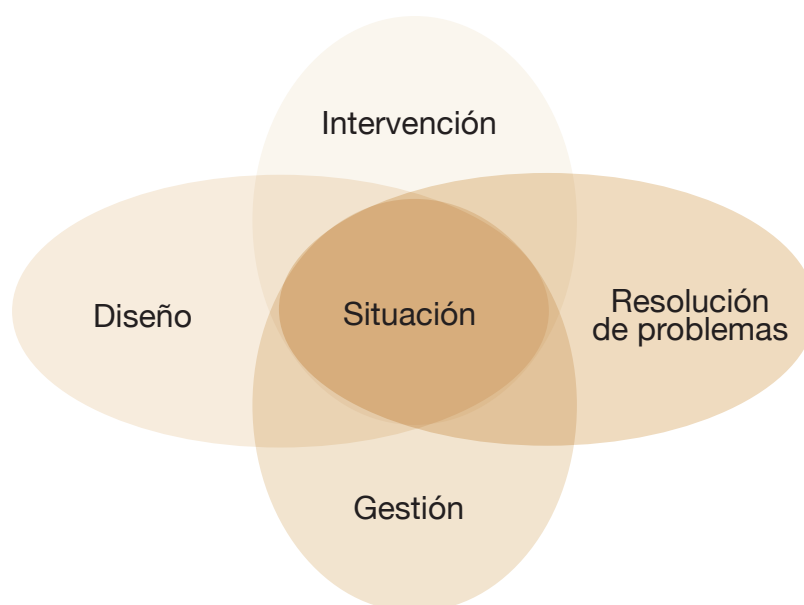 Intervención
Diseño
Situación
Resolución
de problemas
Gestión